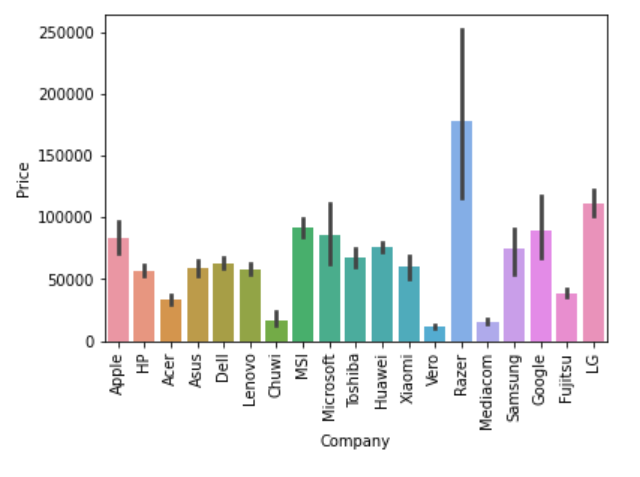 250000
200000
150000
100000
50000
0
Price
Apple
HP
Acer
Asus
Dell
Lenovo
Chuwi
MSI
Microsoft
Toshiba
Huawei
Xiaomi
Vero
Razer
Mediacom
Samsung
Google
Fujitsu
LG
Company